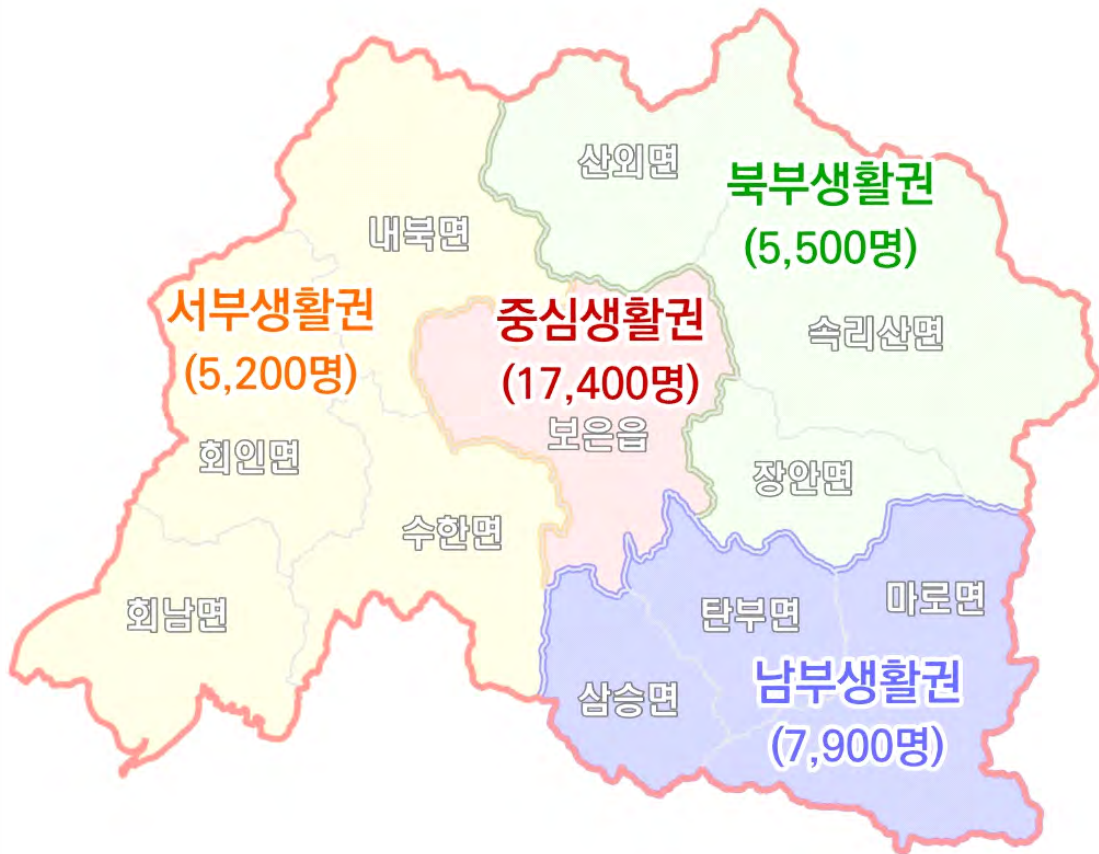 산외면
북부생활권
(5,500명)
내북면
서부생활권
(5,200명)
중심생활권
(17,400명)
속리산면
보은읍
회인면
장안면
수한면
회남면
탄부면
마로면
삼승면
남부생활권
(7,900명)